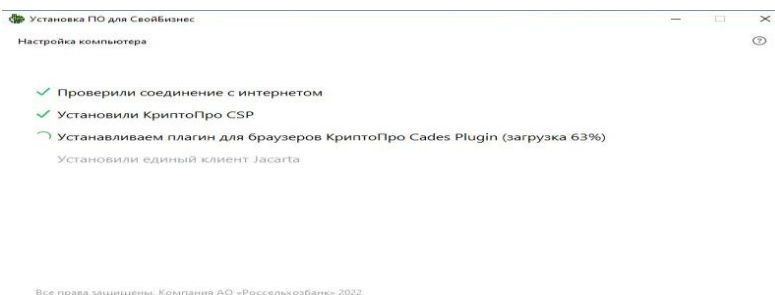 Установка ПО для СвойБизнес
Настройка компьютера
Проверили соединение с интернетом
Установили КриптоПро CSP
Устанавливаем плагин для браузеров КриптоПро Cades Plugin (загрузка 63%)
Установили единый клиент Jacarta
Все права защищены. Компания АО «Россельхозбанк» 2022